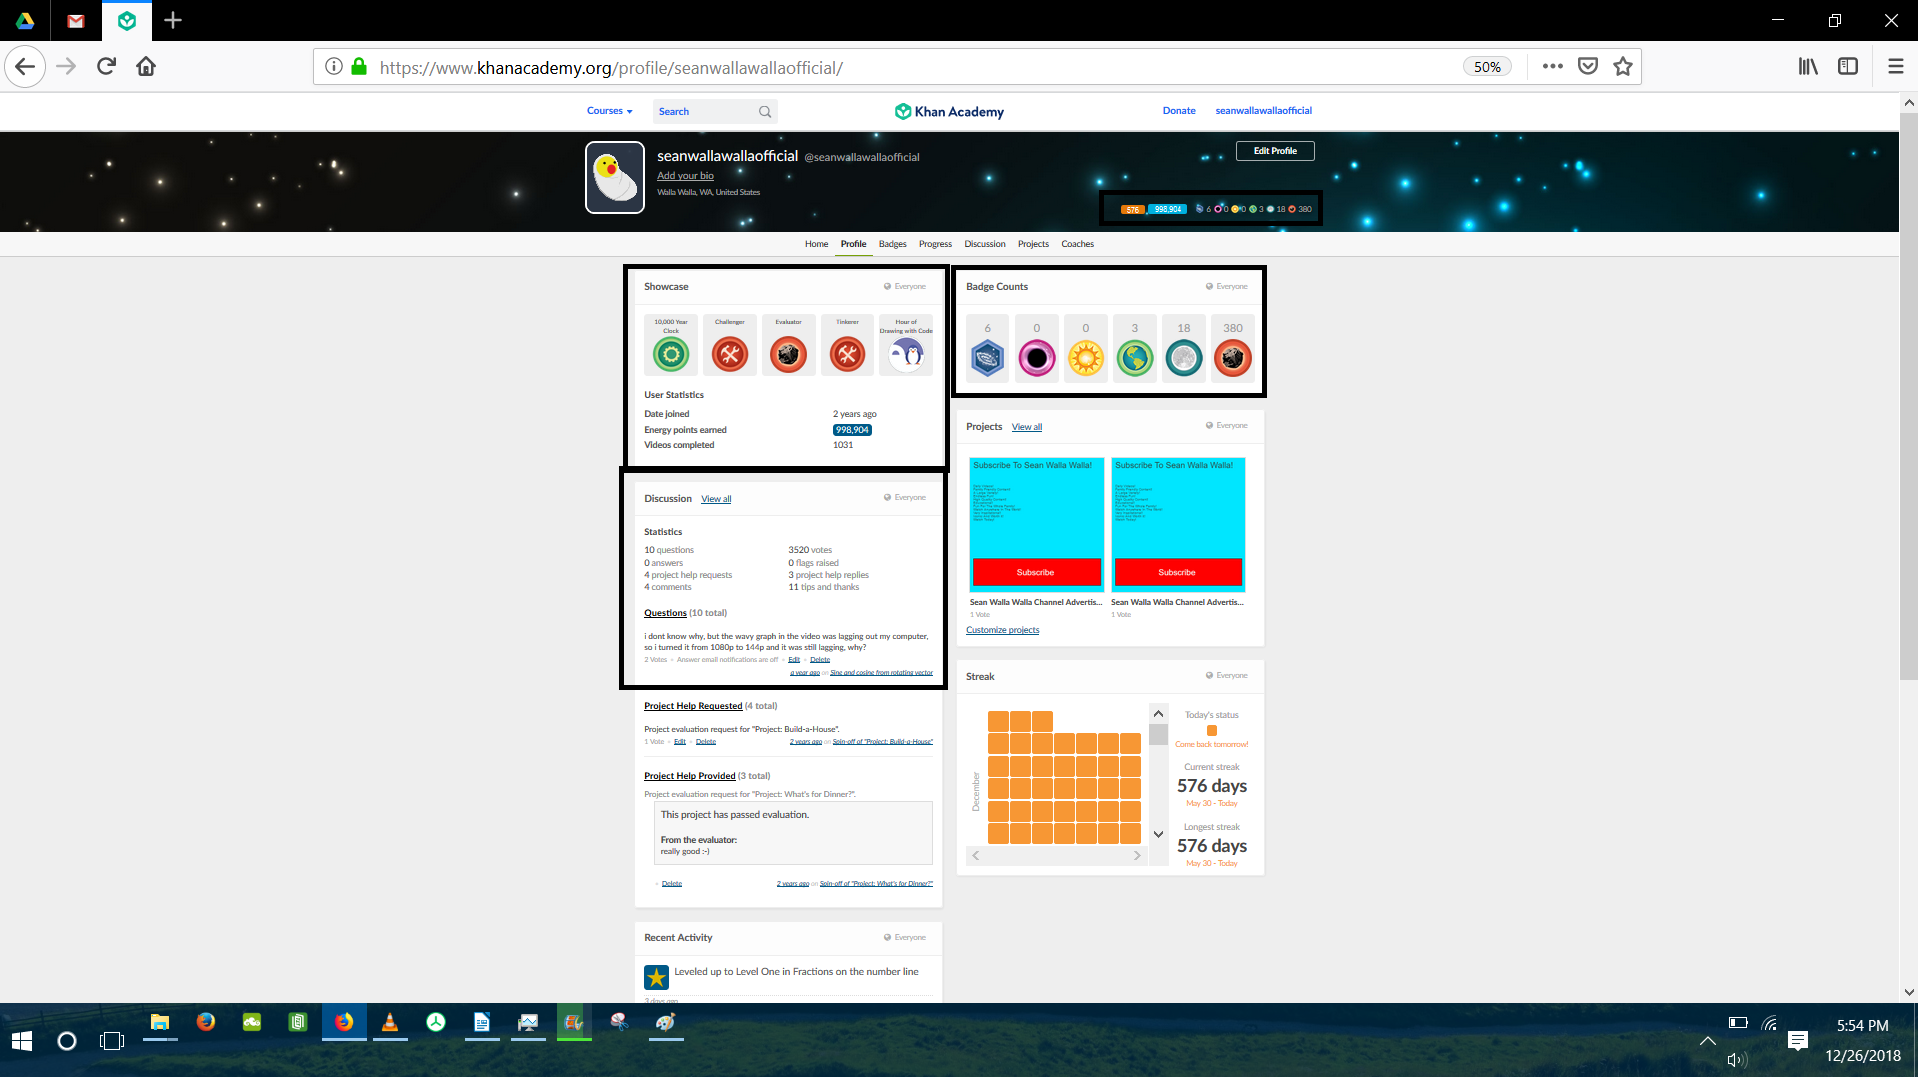 https://www.khanacademy.org/profile/seanwallawallaofficial/
50%
Courses
Search
Khan Academy
Donate
seanwallawallaofficial
seanwallawallaofficial @seanwallawallaofficial
Add your bio
Walla Walla, WA, United States
Edit Profile
576 998,904 6 0 0 3 18 380
Home Profile Badges Progress Discussion Projects Coaches
Showcase
Everyone
10,000 Year
Clock
Challenger
Evaluator
Tinkerer
Hour of
Drawing with Code
User Statistics
Date joined 2 years ago
Energy points earned 998,904
Videos completed 1031
Badge Counts
Everyone
6 0 0 3 18 380
Discussion View all
Everyone
Statistics
10 questions 3520 votes
0 answers 0 flags raised
4 project help requests 3 project help replies
4 comments 11 tips and thanks
Questions (10 total)
i dont know why, but the wavy graph in the video was lagging out my computer,
so i turned it from 1080p to 144p and it was still lagging, why?
2 Votes • Answer email notifications are off • Edit • Delete
a year ago on Sine and cosine from rotating vector
Project Help Requested (4 total)
Project evaluation request for "Project: Build-a-House".
1 Vote • Edit • Delete 2 years ago on Spin-off of "Project: Build-a-House"
Project Help Provided (3 total)
Project evaluation request for "Project: What's for Dinner?".
This project has passed evaluation.
From the evaluator:
really good :-)
• Delete 2 years ago on Spin-off of "Project: What's for Dinner?"
Recent Activity
Everyone
Leveled up to Level One in Fractions on the number line
3 days ago
Projects View all
Everyone
Subscribe To Sean Walla Walla!
Subscribe
Sean Walla Walla Channel Advertis...
1 Vote
Subscribe To Sean Walla Walla!
Subscribe
Sean Walla Walla Channel Advertis...
1 Vote
Customize projects
Streak
Everyone
December
Today's status
Come back tomorrow!
Current streak
576 days
May 30 - Today
Longest streak
576 days
May 30 - Today
5:54 PM
12/26/2018